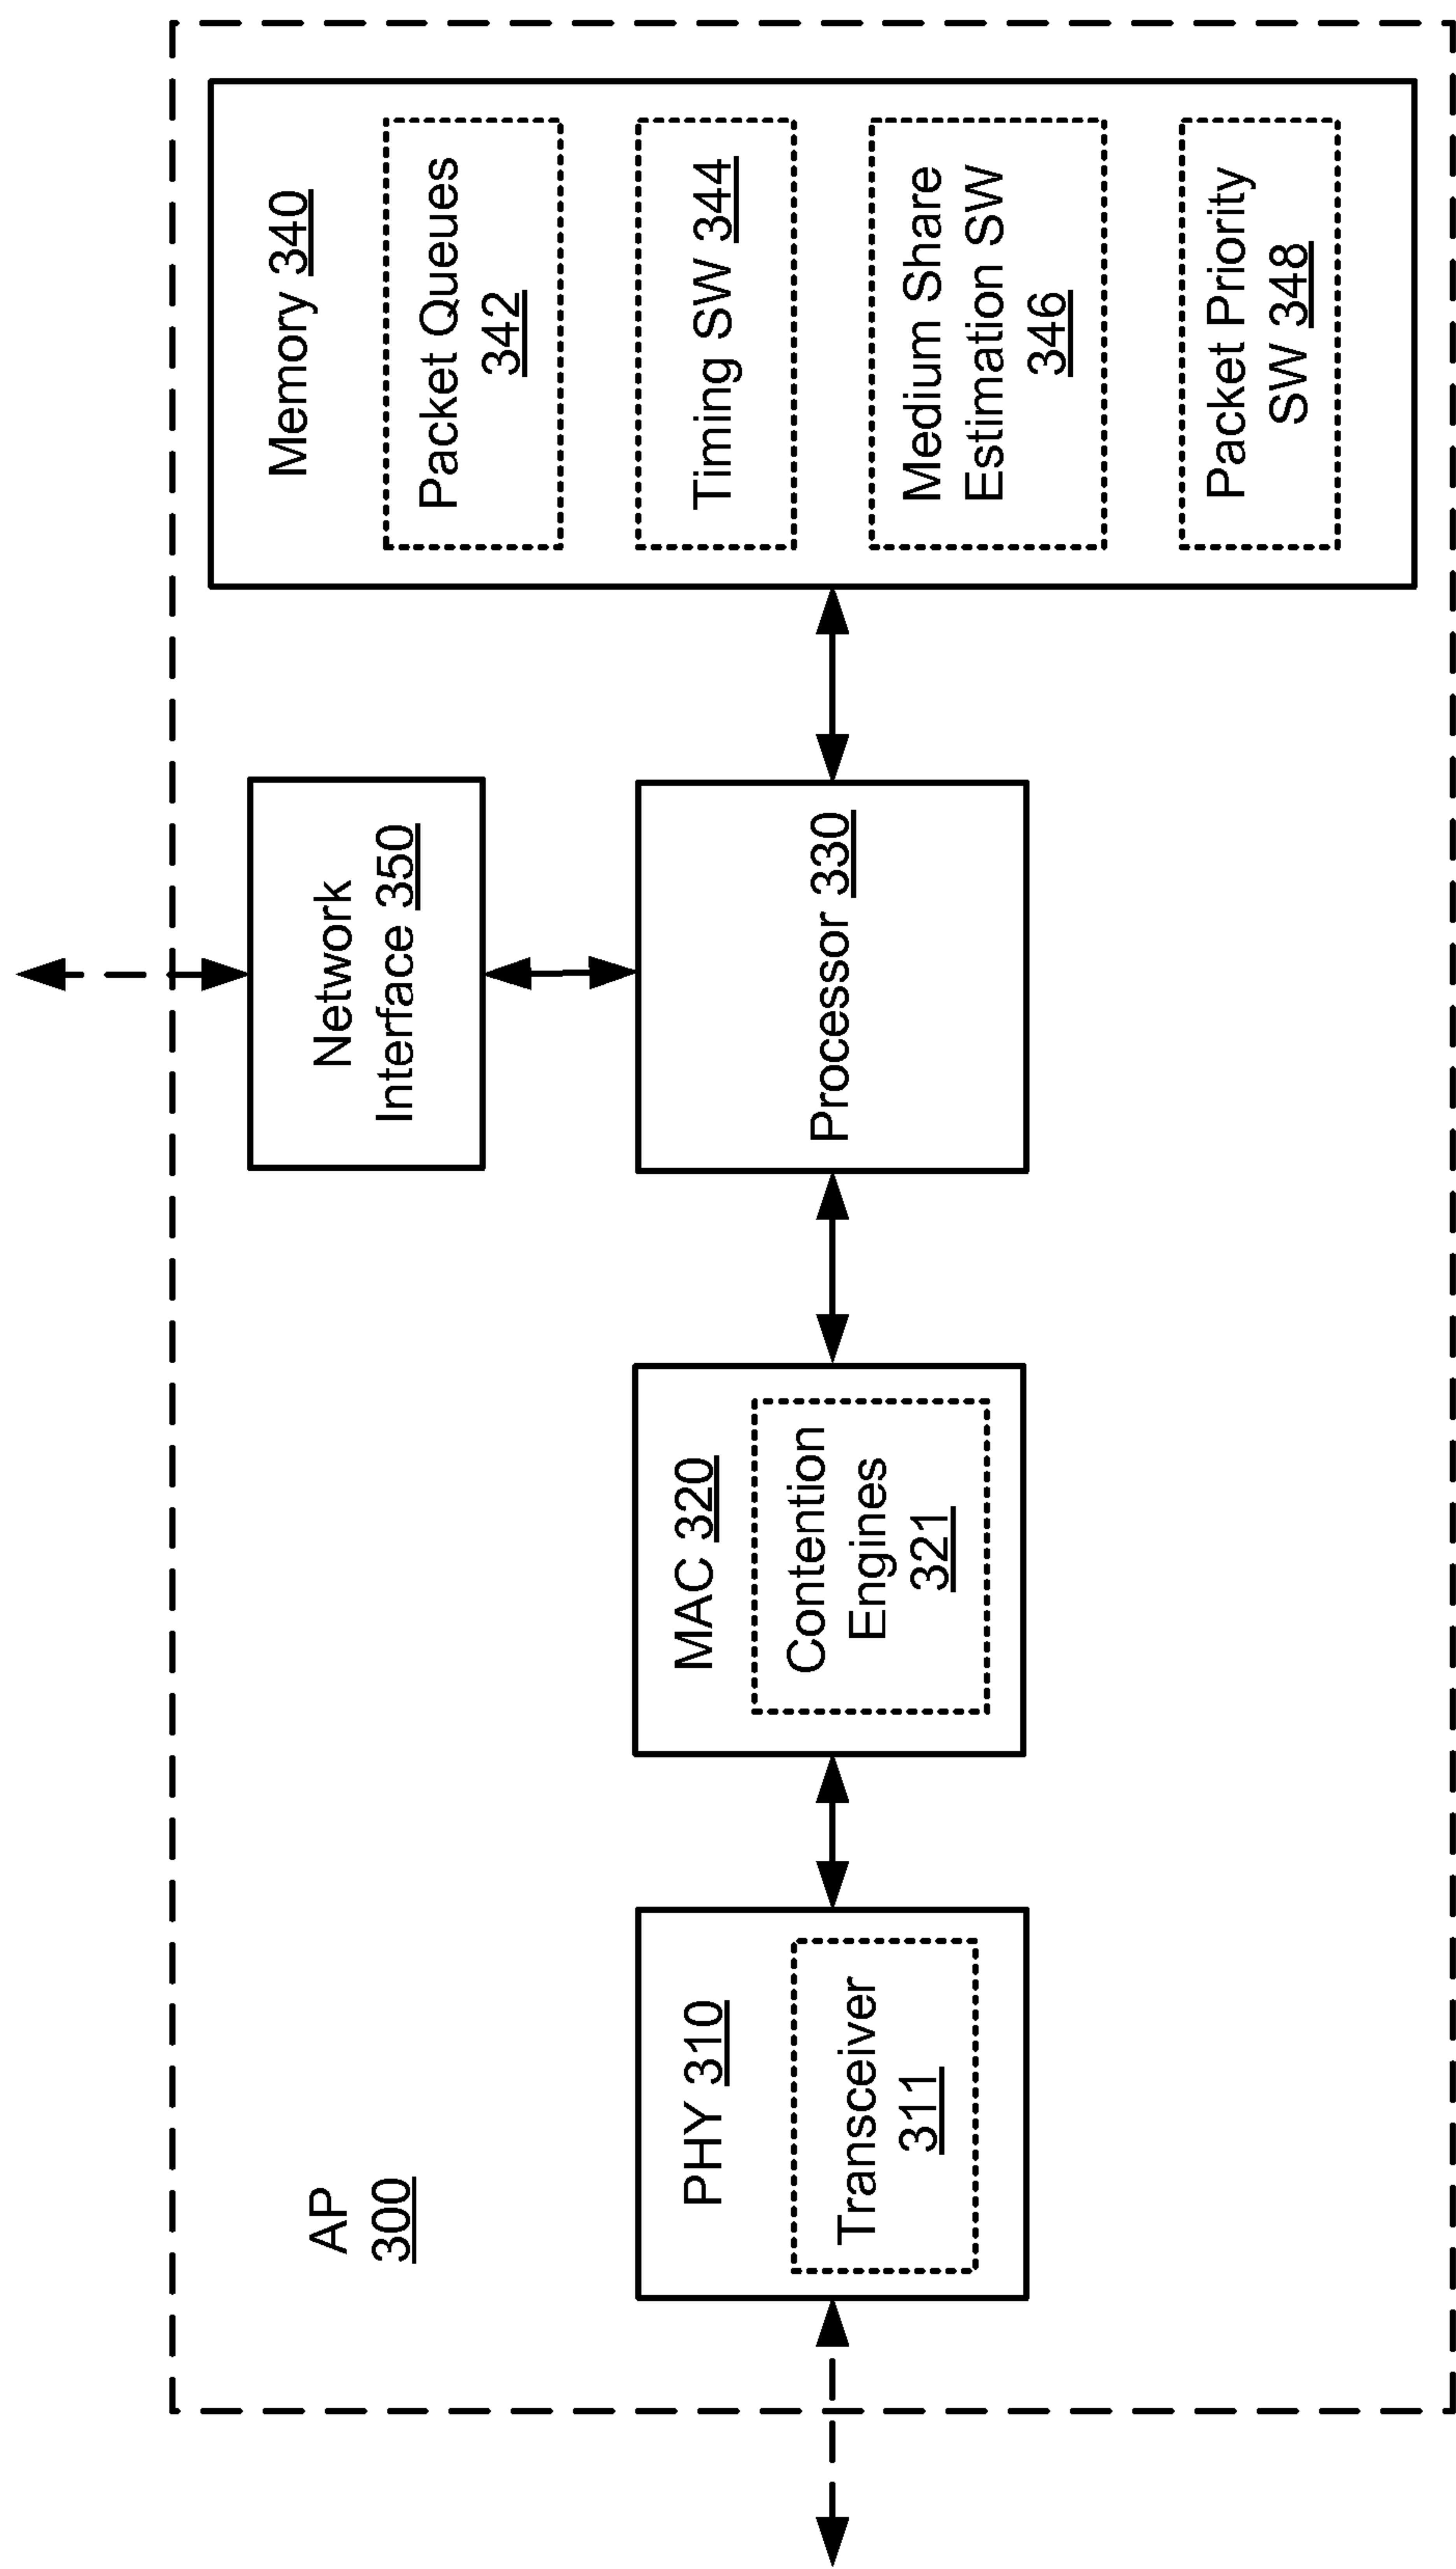 AP
300
PHY 310
Transceiver
311
MAC 320
Contention
Engines
321
Processor 330
Network
Interface 350
Memory 340
Packet Queues
342
Timing SW 344
Medium Share
Estimation SW
346
Packet Priority
SW 348